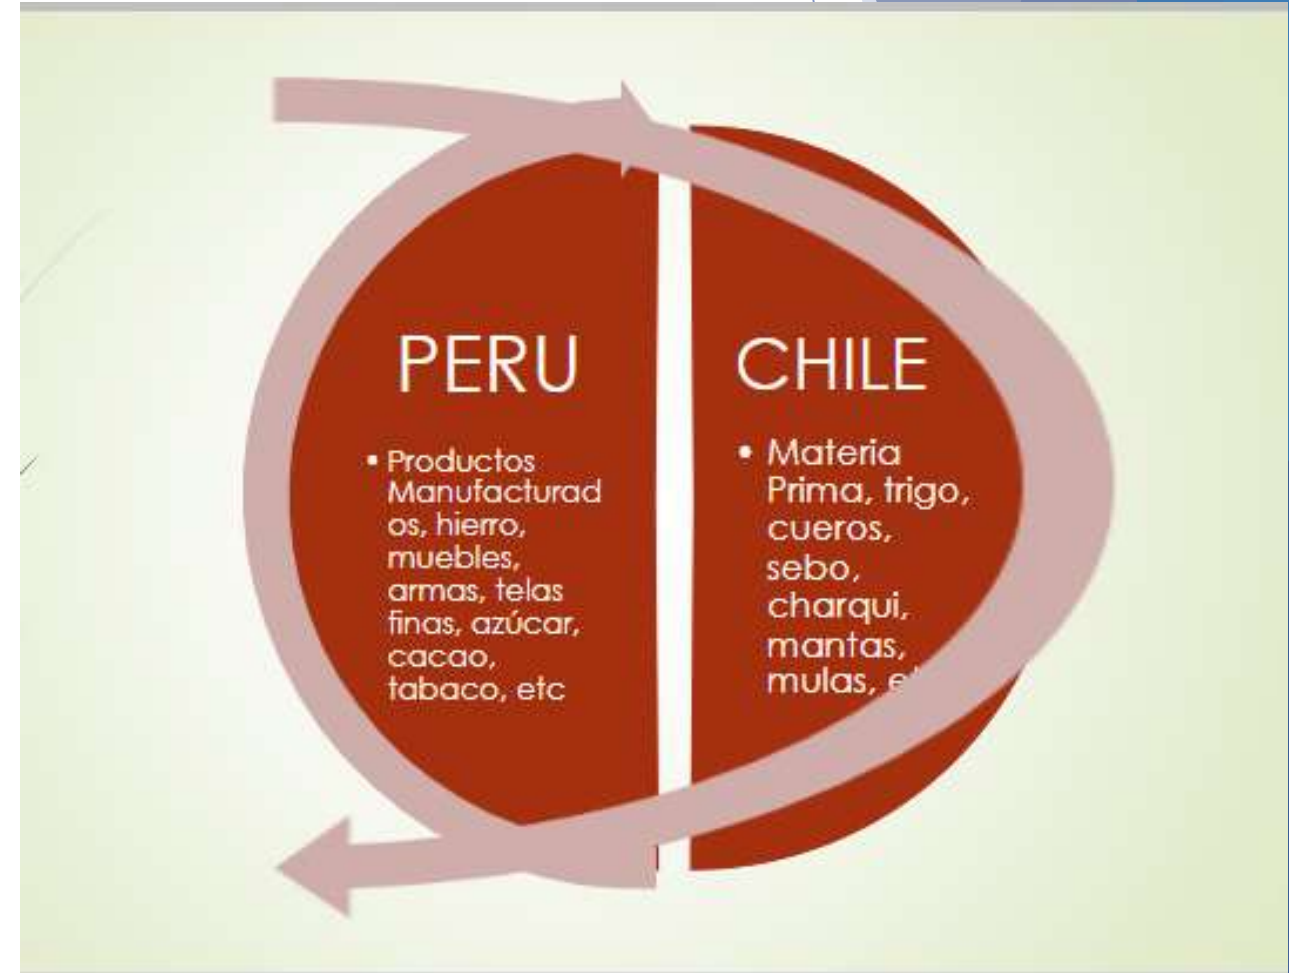 PERU
• Productos
Manufacturad
os, hierro,
muebles,
armas, telas
finas, azúcar,
cacao,
tabaco, etc
CHILE
• Materia
Prima, trigo,
cueros,
sebo,
charqui,
mantas,
mulas,